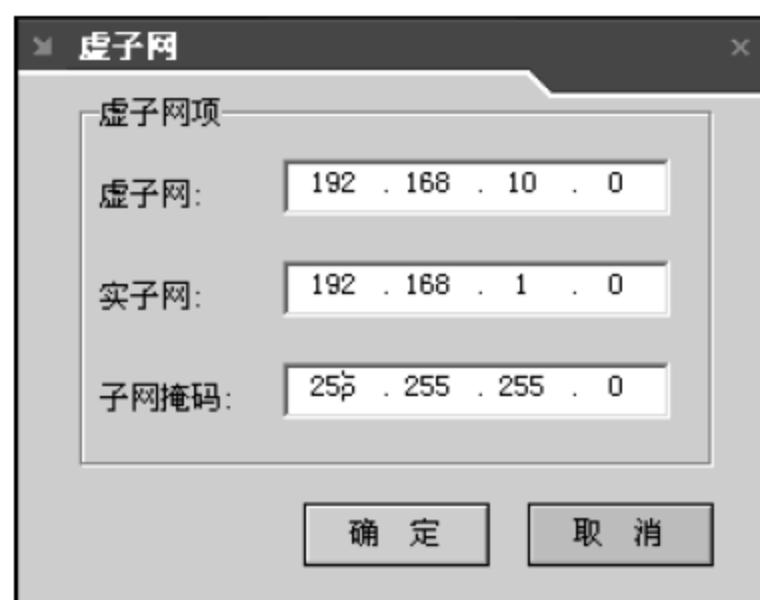 虚子网
虚子网项
虚子网: 192 . 168 . 10 . 0
实子网: 192 . 168 . 1 . 0
子网掩码: 255 . 255 . 255 . 0
确 定 取 消